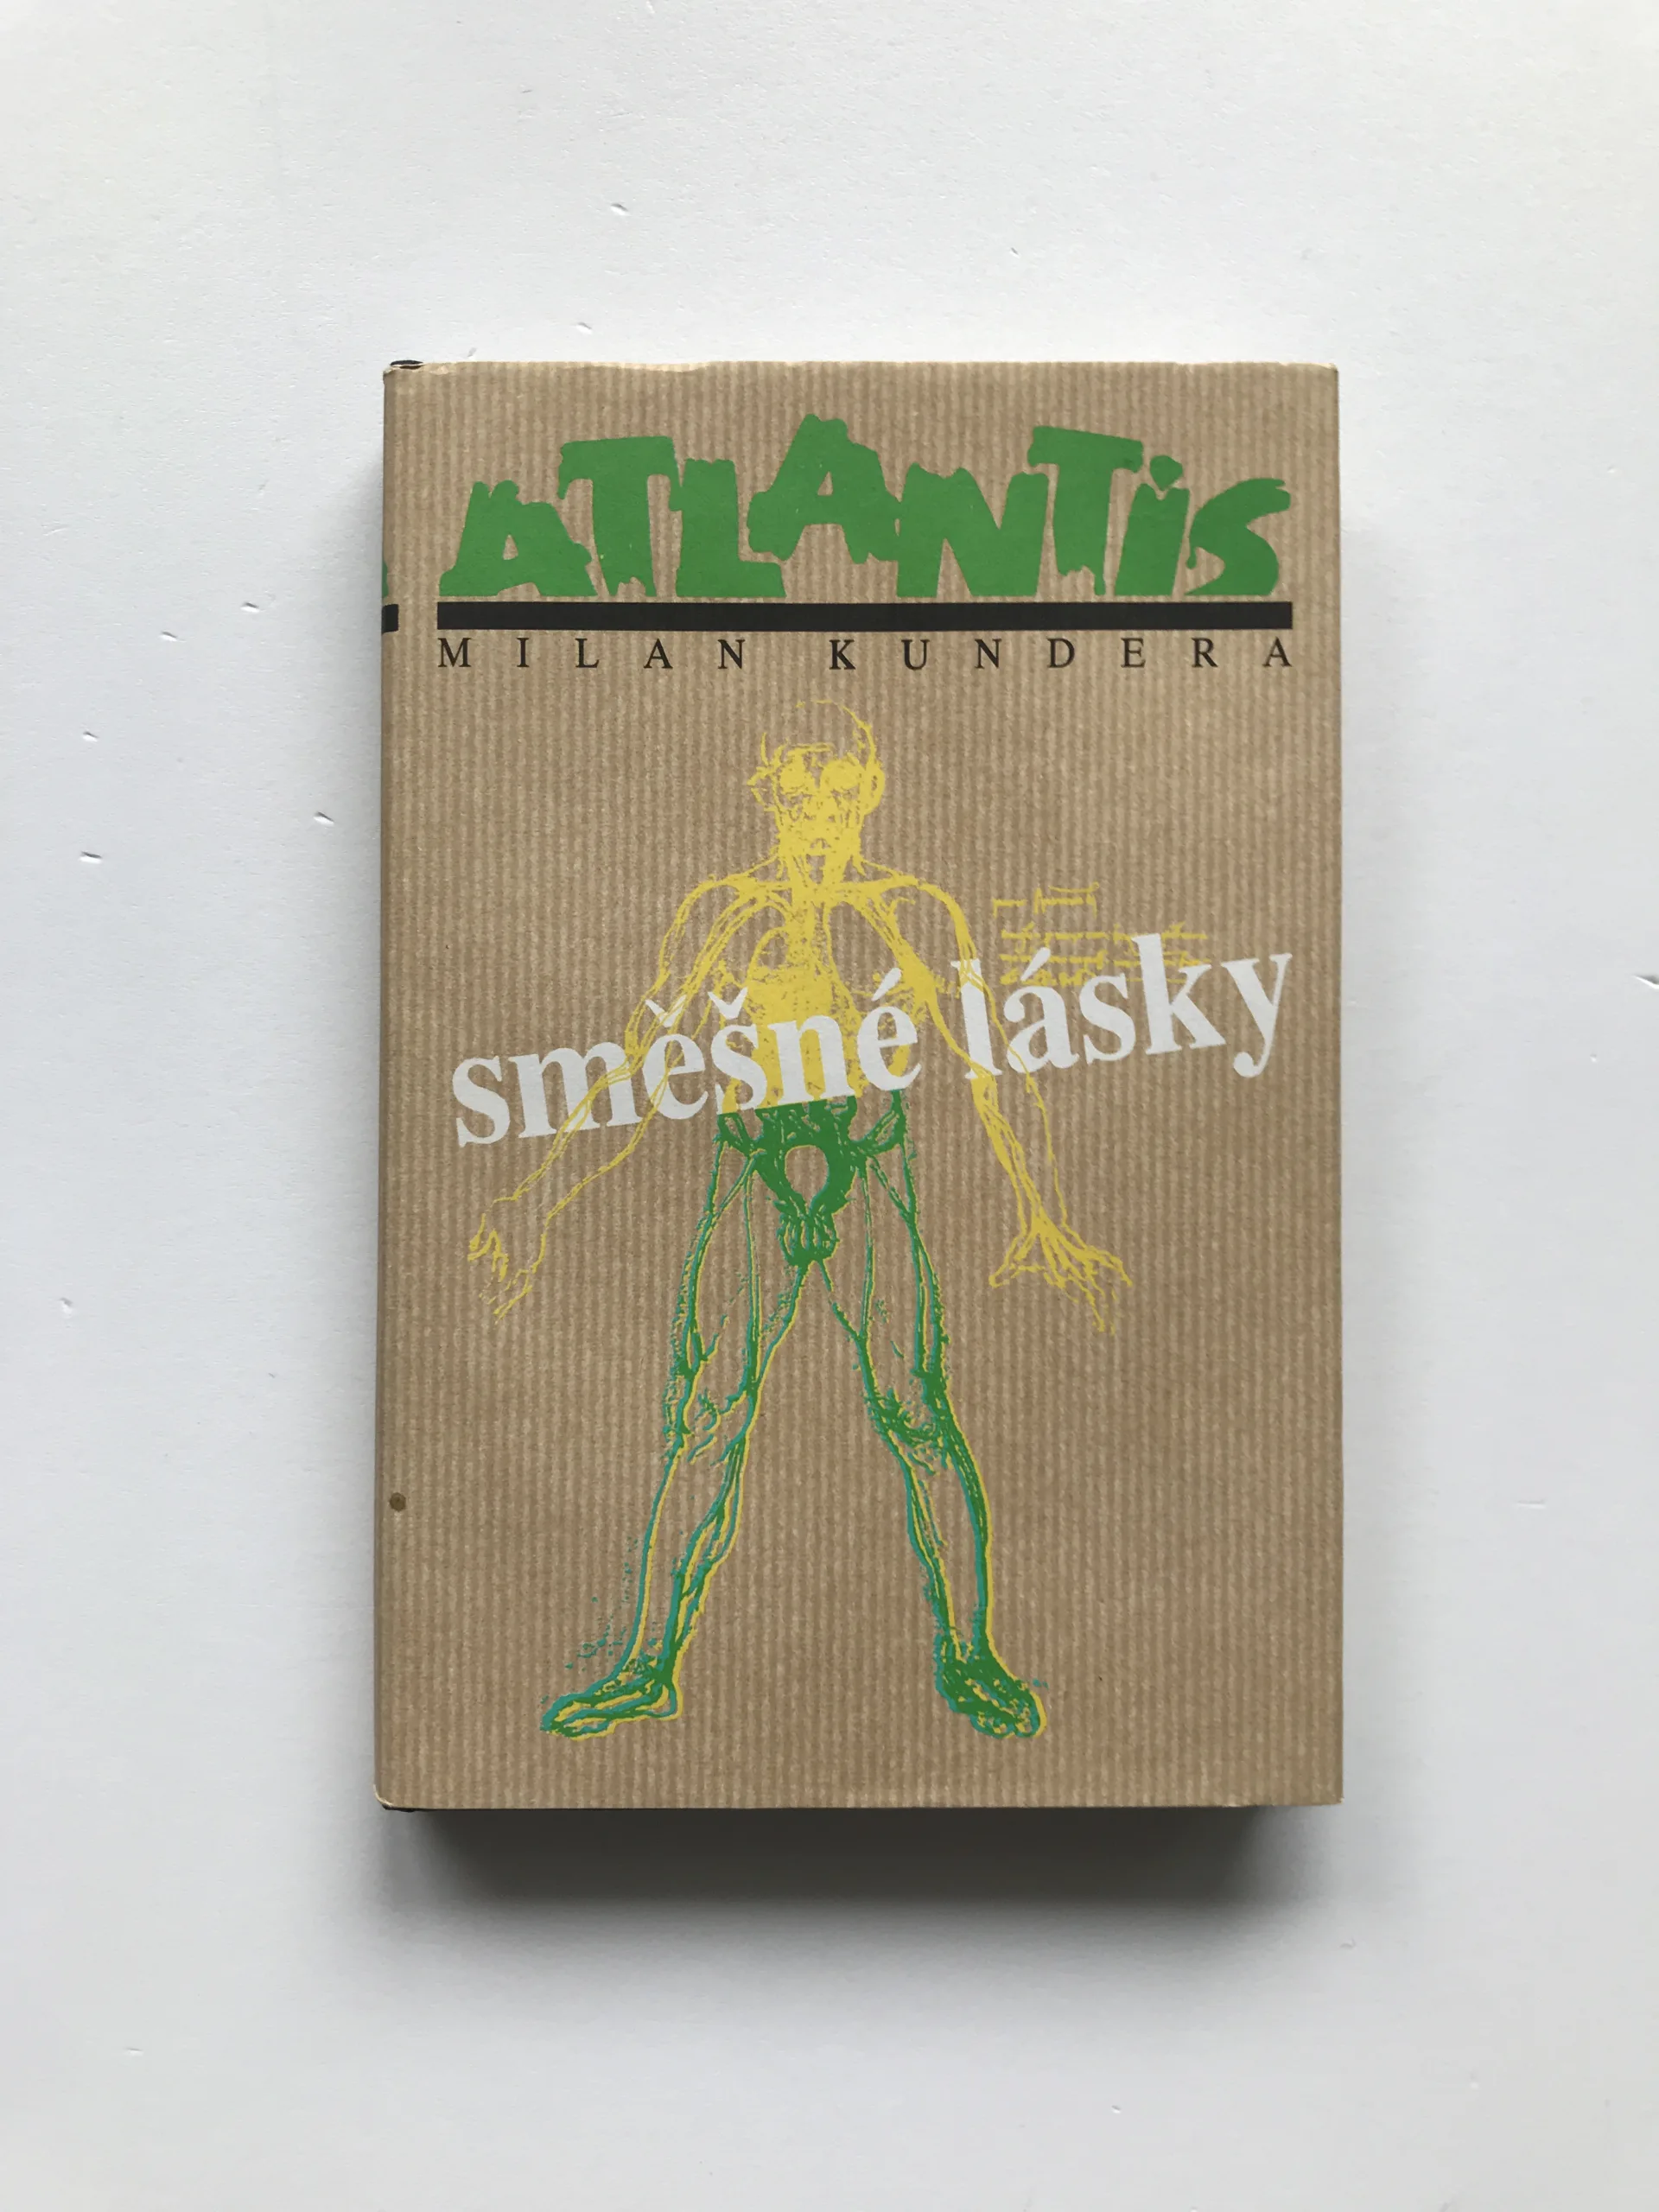 ATLANTiS
MILAN KUNDERA
směšné lásky